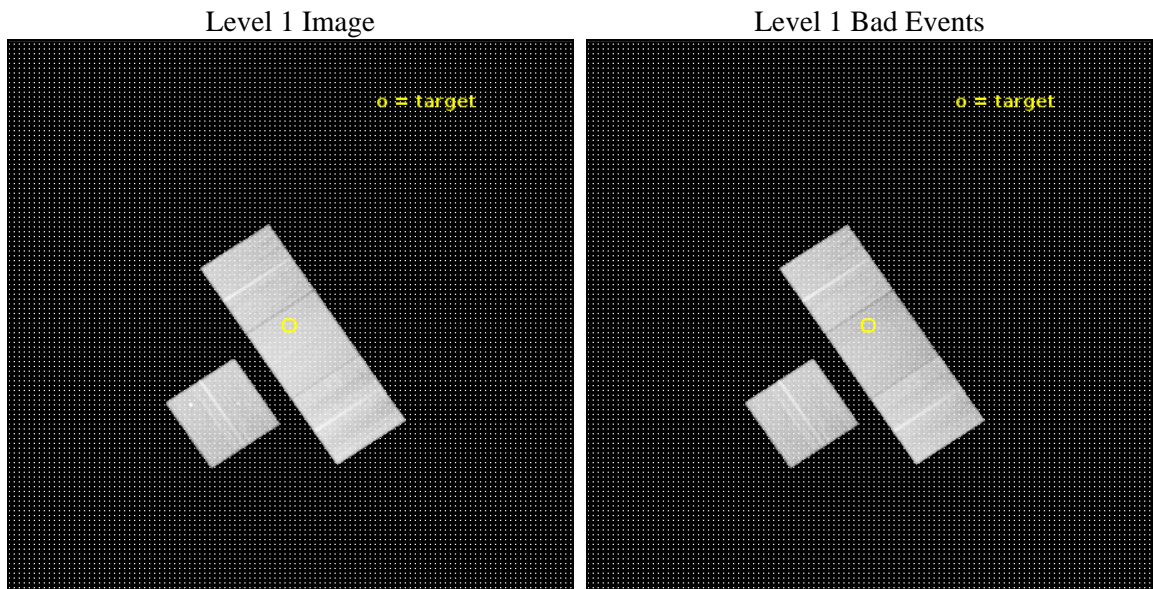 Level 1 Image
Level 1 Bad Events
o = target
o = target